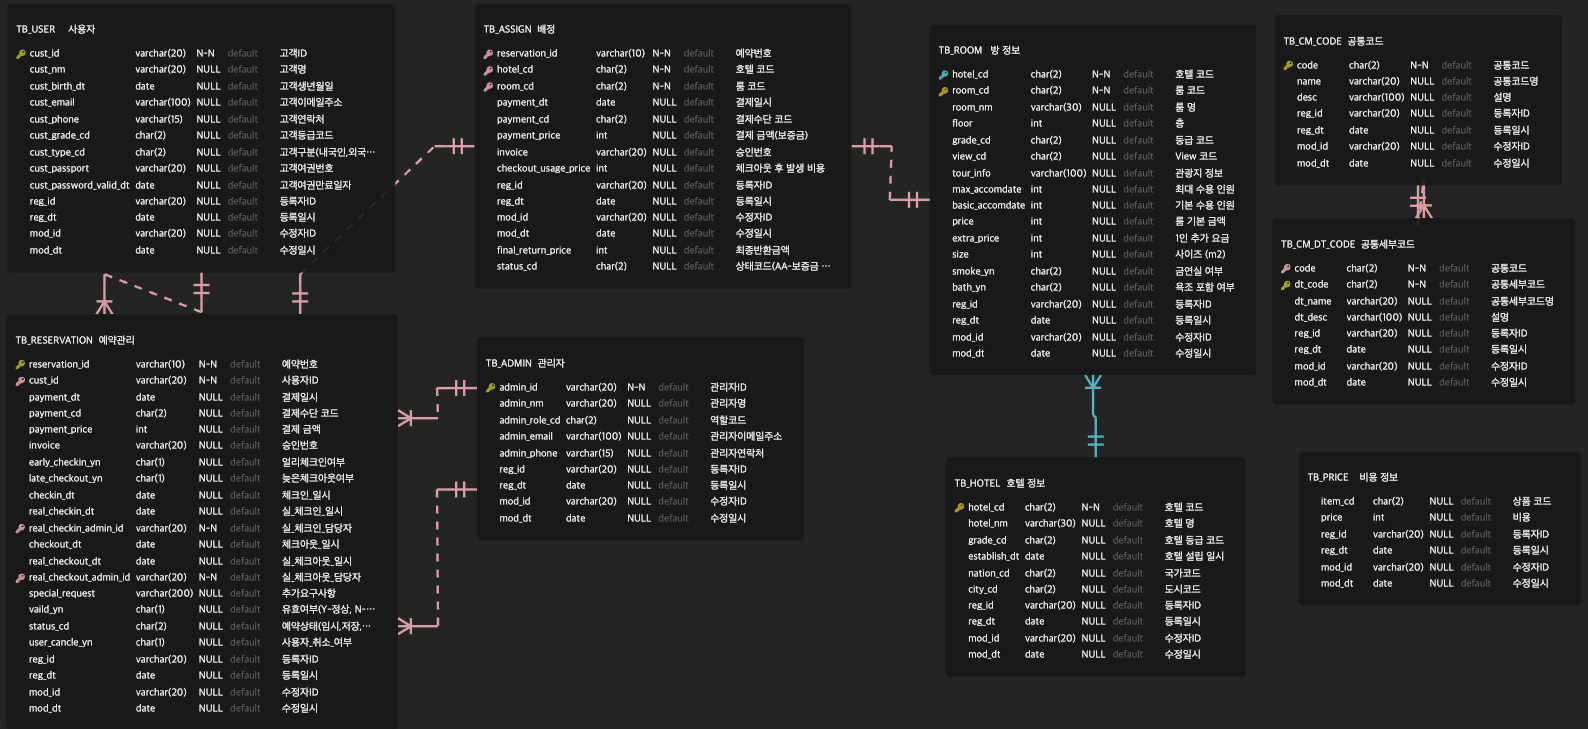 TB_USER 사용자
cust_id varchar(20) N-N default 고객ID
cust_nm varchar(20) NULL default 고객명
cust_birth_dt date NULL default 고객생년월일
cust_email varchar(100) NULL default 고객이메일주소
cust_phone varchar(15) NULL default 고객연락처
cust_grade_cd char(2) NULL default 고객등급코드
cust_type_cd char(2) NULL default 고객구분(내국인,외국···
cust_passport varchar(20) NULL default 고객여권번호
cust_password_valid_dt date NULL default 고객여권만료일자
reg_id varchar(20) NULL default 등록자ID
reg_dt date NULL default 등록일시
mod_id varchar(20) NULL default 수정자ID
mod_dt date NULL default 수정일시
TB_ASSIGN 배정
reservation_id varchar(10) N-N default 예약번호
hotel_cd char(2) N-N default 호텔 코드
room_cd char(2) N-N default 룸 코드
payment_dt date NULL default 결제일시
payment_cd char(2) NULL default 결제수단 코드
payment_price int NULL default 결제 금액(보증금)
invoice varchar(20) NULL default 승인번호
checkout_usage_price int NULL default 체크아웃 후 발생 비용
reg_id varchar(20) NULL default 등록자ID
reg_dt date NULL default 등록일시
mod_id varchar(20) NULL default 수정자ID
mod_dt date NULL default 수정일시
final_return_price int NULL default 최종반환금액
status_cd char(2) NULL default 상태코드(AA-보증금 ···
TB_ROOM 방 정보
hotel_cd char(2) N-N default 호텔 코드
room_cd char(2) N-N default 룸 코드
room_nm varchar(30) NULL default 룸 명
floor int NULL default 층
grade_cd char(2) NULL default 등급 코드
view_cd char(2) NULL default View 코드
tour_info varchar(100) NULL default 관광지 정보
max_accomdate int NULL default 최대 수용 인원
basic_accomdate int NULL default 기본 수용 인원
price int NULL default 룸 기본 금액
extra_price int NULL default 1인 추가 요금
size int NULL default 사이즈 (m2)
smoke_yn char(2) NULL default 금연실 여부
bath_yn char(2) NULL default 욕조 포함 여부
reg_id varchar(20) NULL default 등록자ID
reg_dt date NULL default 등록일시
mod_id varchar(20) NULL default 수정자ID
mod_dt date NULL default 수정일시
TB_CM_CODE 공통코드
code char(2) N-N default 공통코드
name varchar(20) NULL default 공통코드명
desc varchar(100) NULL default 설명
reg_id varchar(20) NULL default 등록자ID
reg_dt date NULL default 등록일시
mod_id varchar(20) NULL default 수정자ID
mod_dt date NULL default 수정일시
TB_CM_DT_CODE 공통세부코드
code char(2) N-N default 공통코드
dt_code char(2) N-N default 공통세부코드
dt_name varchar(20) NULL default 공통세부코드명
dt_desc varchar(100) NULL default 설명
reg_id varchar(20) NULL default 등록자ID
reg_dt date NULL default 등록일시
mod_id varchar(20) NULL default 수정자ID
mod_dt date NULL default 수정일시
TB_RESERVATION 예약관리
reservation_id varchar(10) N-N default 예약번호
cust_id varchar(20) N-N default 사용자ID
payment_dt date NULL default 결제일시
payment_cd char(2) NULL default 결제수단 코드
payment_price int NULL default 결제 금액
invoice varchar(20) NULL default 승인번호
early_checkin_yn char(1) NULL default 얼리체크인여부
late_checkout_yn char(1) NULL default 늦은체크아웃여부
checkin_dt date NULL default 체크인_일시
real_checkin_dt date NULL default 실_체크인_일시
real_checkin_admin_id varchar(20) N-N default 실_체크인_담당자
checkout_dt date NULL default 체크아웃_일시
real_checkout_dt date NULL default 실_체크아웃_일시
real_checkout_admin_id varchar(20) N-N default 실_체크아웃_담당자
special_request varchar(200) NULL default 추가요구사항
vaild_yn char(1) NULL default 유효여부(Y-정상, N-···
status_cd char(2) NULL default 예약상태(임시,저장,···
user_cancle_yn char(1) NULL default 사용자_취소_여부
reg_id varchar(20) NULL default 등록자ID
reg_dt date NULL default 등록일시
mod_id varchar(20) NULL default 수정자ID
mod_dt date NULL default 수정일시
TB_ADMIN 관리자
admin_id varchar(20) N-N default 관리자ID
admin_nm varchar(20) NULL default 관리자명
admin_role_cd char(2) NULL default 역할코드
admin_email varchar(100) NULL default 관리자이메일주소
admin_phone varchar(15) NULL default 관리자연락처
reg_id varchar(20) NULL default 등록자ID
reg_dt date NULL default 등록일시
mod_id varchar(20) NULL default 수정자ID
mod_dt date NULL default 수정일시
TB_HOTEL 호텔 정보
hotel_cd char(2) N-N default 호텔 코드
hotel_nm varchar(30) NULL default 호텔 명
grade_cd char(2) NULL default 호텔 등급 코드
establish_dt date NULL default 호텔 설립 일시
nation_cd char(2) NULL default 국가코드
city_cd char(2) NULL default 도시코드
reg_id varchar(20) NULL default 등록자ID
reg_dt date NULL default 등록일시
mod_id varchar(20) NULL default 수정자ID
mod_dt date NULL default 수정일시
TB_PRICE 비용 정보
item_cd char(2) NULL default 상품 코드
price int NULL default 비용
reg_id varchar(20) NULL default 등록자ID
reg_dt date NULL default 등록일시
mod_id varchar(20) NULL default 수정자ID
mod_dt date NULL default 수정일시